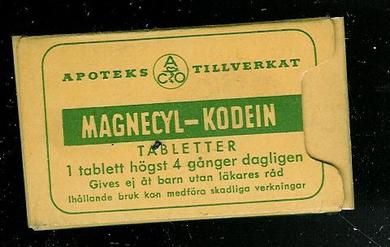 APOTEKS ACO TILLVERKAT
MAGNECYL-KODEIN
TABLETTER
1 tablett högst 4 gånger dagligen
Gives ej åt barn utan läkares råd
Ihållande bruk kan medföra skadliga verkningar